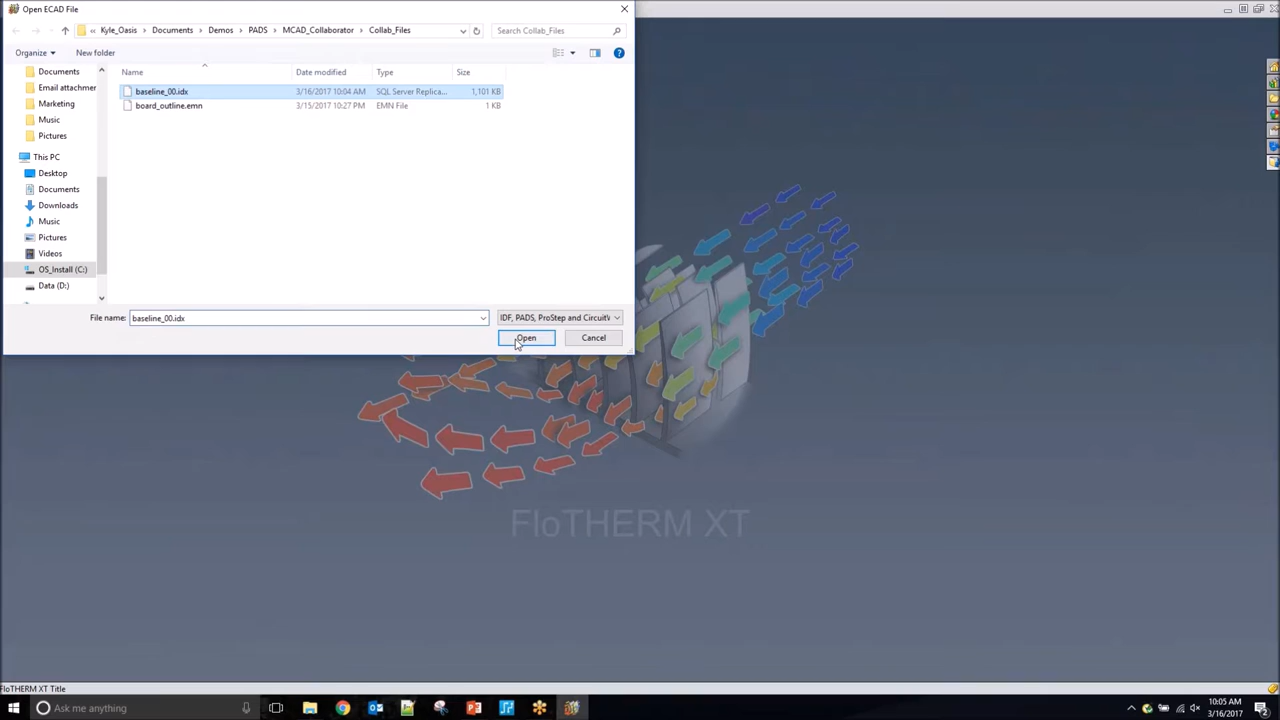 Open ECAD File
Kyle_Oasis > Documents > Demos > PADS > MCAD_Collaborator > Collab_Files
Search Collab_Files
Organize
New folder
Name
Date modified
Type
Size
Documents
Email attachmen
Marketing
Music
Pictures
This PC
Desktop
Documents
Downloads
Music
Pictures
Videos
OS_Install (C:)
Data (D:)
baseline_00.idx 3/16/2017 10:04 AM SQL Server Replica... 1,101 KB
board_outline.emn 3/15/2017 10:27 PM EMN File 1 KB
File name: baseline_00.idx
IDF, PADS, ProStep and CircuitW
Open
Cancel
FloTHERM XT
FloTHERM XT Title
Ask me anything
10:05 AM
3/16/2017
2